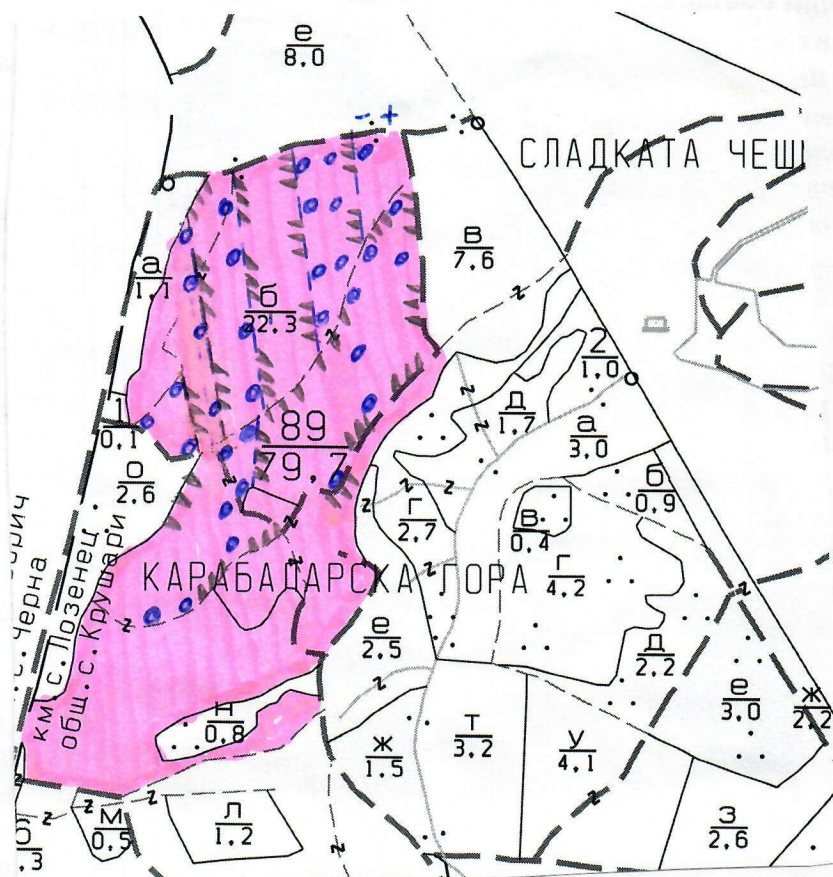 е
8,0
- +
СЛАДКАТА ЧЕШ
в
7,6
а
1,1
б
22,3
2
1,0
1
0,1
89
79,7
д
1,7
а
3,0
о
2,6
г
2,7
б
0,9
в
0,4
г
4,2
КАРАБАДАРСКА ГОРА
с. Черна
км. с. Лозенец
общ. с. Крушари
е
2,5
д
2,2
е
3,0
ж
2,2
н
0,8
ж
1,5
т
3,2
у
4,1
м
0,5
л
1,2
з
2,6